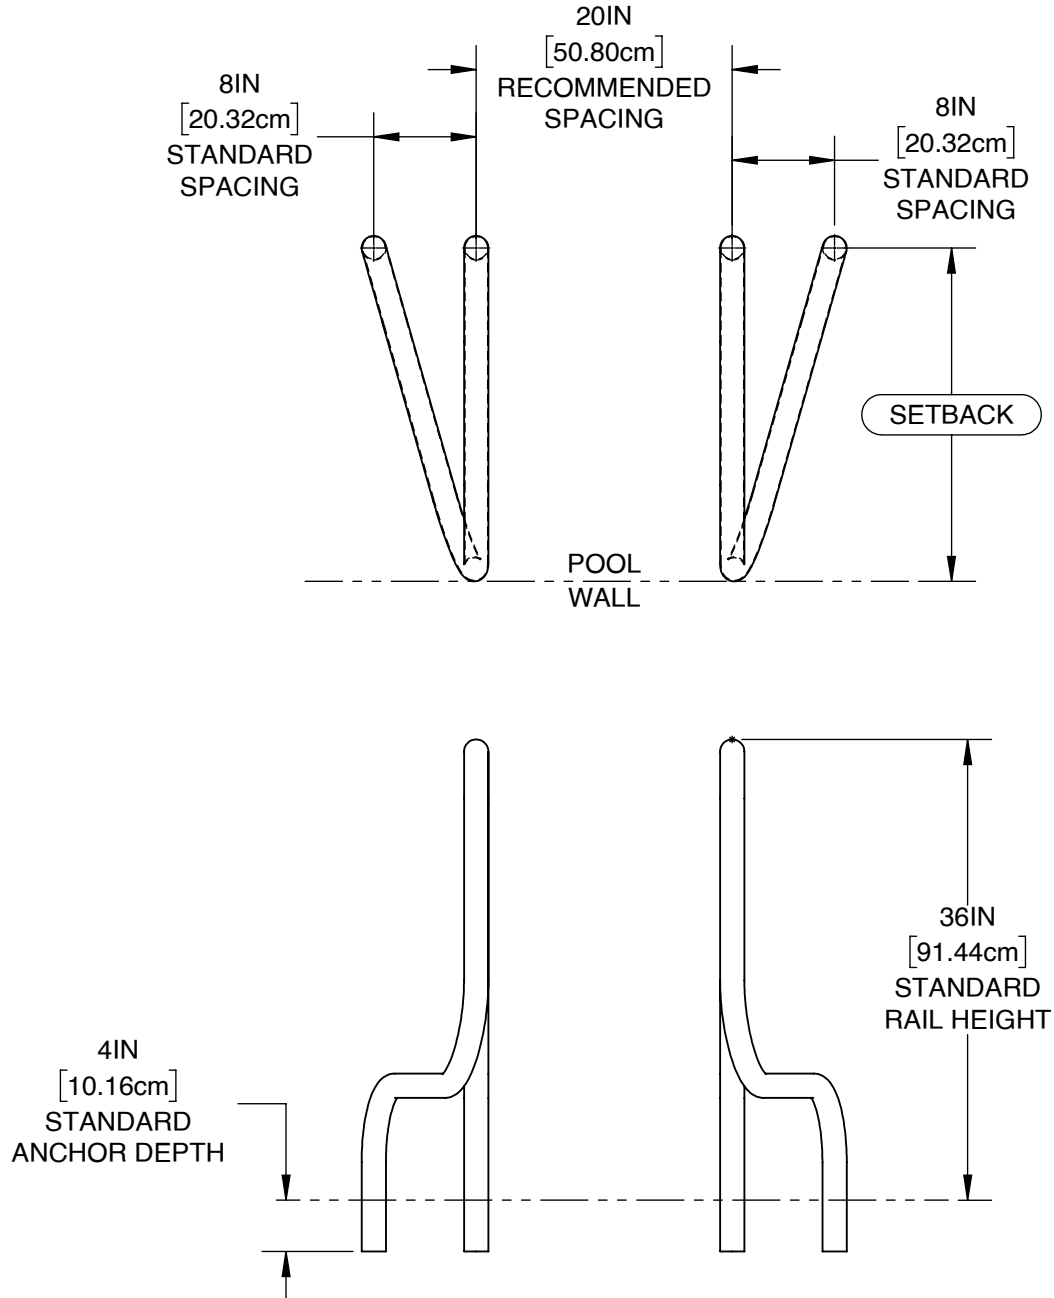 20IN
[50.80cm]
RECOMMENDED
SPACING
8IN
[20.32cm]
STANDARD
SPACING
8IN
[20.32cm]
STANDARD
SPACING
SETBACK
POOL
WALL
36IN
[91.44cm]
STANDARD
RAIL HEIGHT
4IN
[10.16cm]
STANDARD
ANCHOR DEPTH